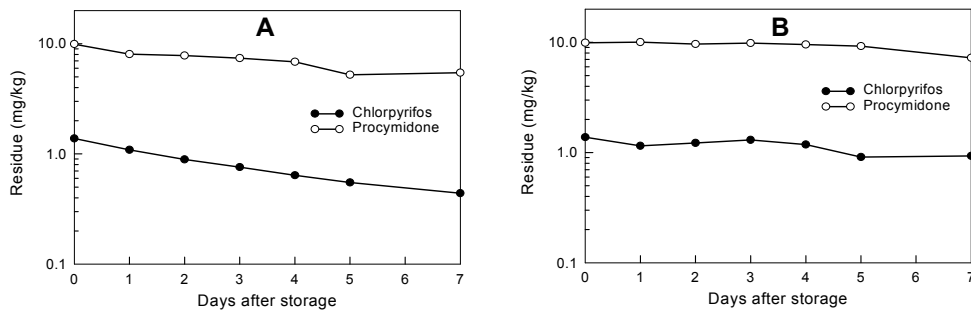 A
Residue (mg/kg)
10.0
1.0
0.1
Chlorpyrifos
Procymidone
0 1 2 3 4 5 6 7
Days after storage
B
Residue (mg/kg)
10.0
1.0
0.1
Chlorpyrifos
Procymidone
0 1 2 3 4 5 6 7
Days after storage